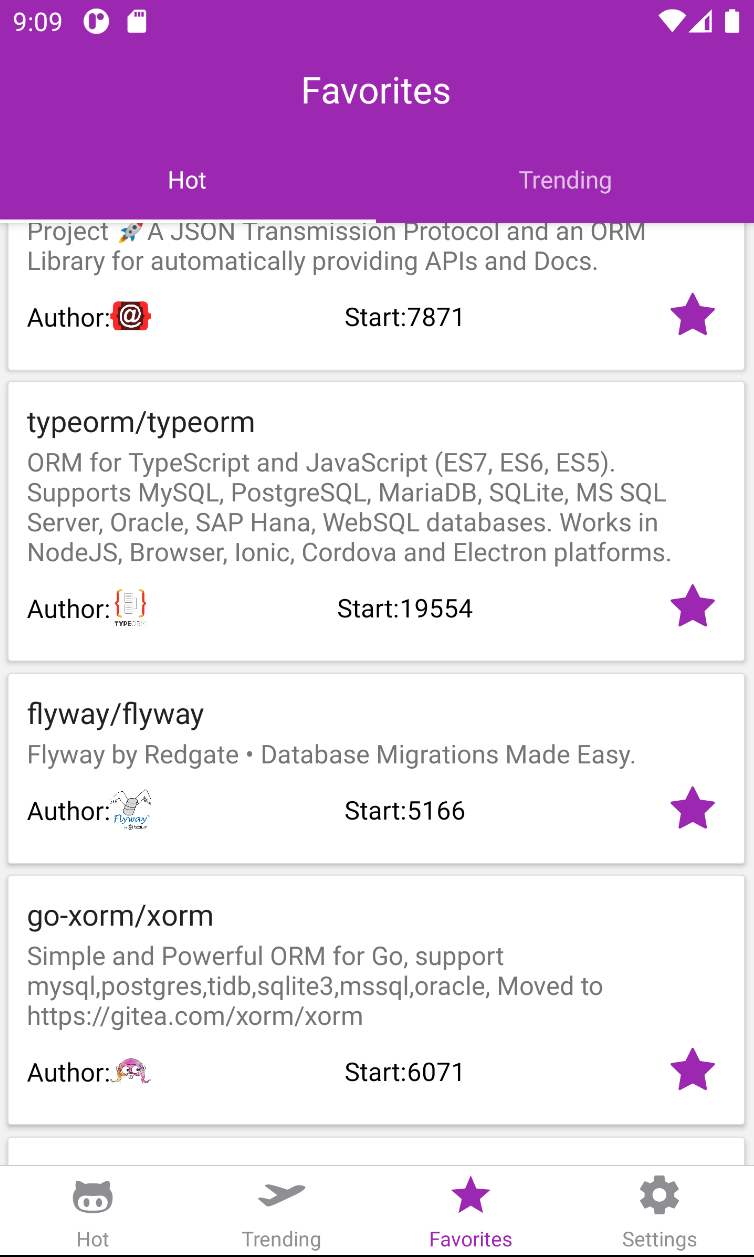 9:09
Favorites
Hot Trending
Project 🚀 A JSON Transmission Protocol and an ORM
Library for automatically providing APIs and Docs.
Author: Start:7871
typeorm/typeorm
ORM for TypeScript and JavaScript (ES7, ES6, ES5).
Supports MySQL, PostgreSQL, MariaDB, SQLite, MS SQL
Server, Oracle, SAP Hana, WebSQL databases. Works in
NodeJS, Browser, Ionic, Cordova and Electron platforms.
Author: Start:19554
TYPEORM
flyway/flyway
Flyway by Redgate • Database Migrations Made Easy.
Author: Start:5166
Flyway
go-xorm/xorm
Simple and Powerful ORM for Go, support
mysql,postgres,tidb,sqlite3,mssql,oracle, Moved to
https://gitea.com/xorm/xorm
Author: Start:6071
Hot Trending Favorites Settings